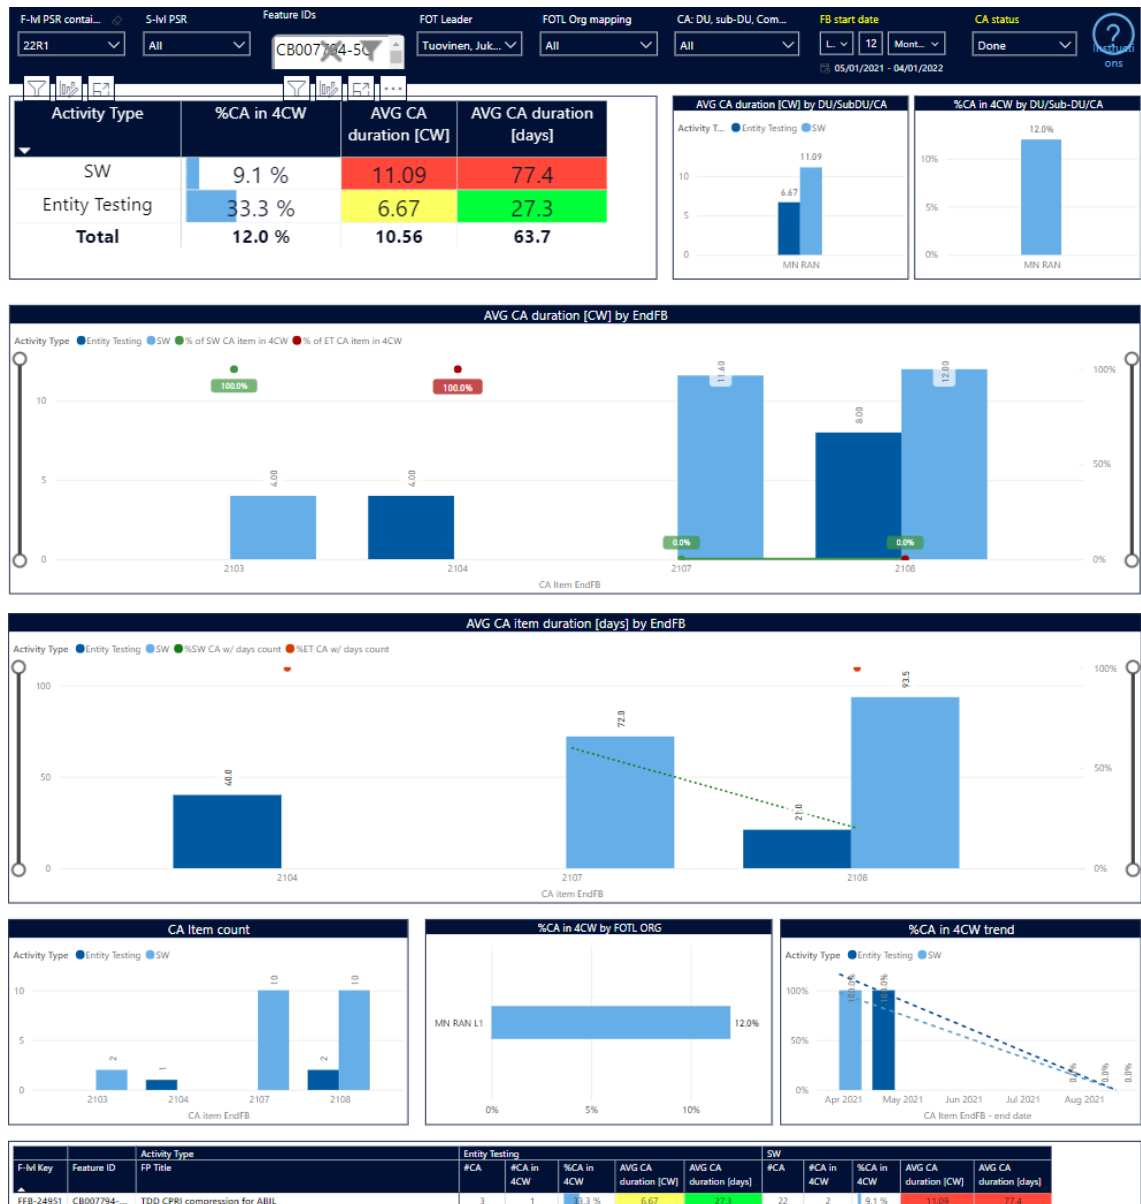 F-lvl PSR contai... S-lvl PSR Feature IDs FOT Leader FOTL Org mapping CA: DU, sub-DU, Com... FB start date CA status
22R1 All CB007794-5G Tuovinen, Juk... All All L... 12 Mont... Done
Instructi
ons
05/01/2021 - 04/01/2022
Activity Type %CA in 4CW AVG CA duration [CW] AVG CA duration [days]
SW 9.1 % 11.09 77.4
Entity Testing 33.3 % 6.67 27.3
Total 12.0 % 10.56 63.7
AVG CA duration [CW] by DU/SubDU/CA
Activity T... Entity Testing SW
11.09
10
6.67
5
0
MN RAN
%CA in 4CW by DU/Sub-DU/CA
12.0%
10%
5%
0%
MN RAN
AVG CA duration [CW] by EndFB
Activity Type Entity Testing SW % of SW CA item in 4CW % of ET CA item in 4CW
100.0% 100.0% 11.60 12.00 100%
10
8.00
50%
5 4.00 4.00
0.0% 0.0%
0 0%
2103 2104 2107 2108
CA Item EndFB
AVG CA item duration [days] by EndFB
Activity Type Entity Testing SW %SW CA w/ days count %ET CA w/ days count
100 100%
93.5
72.0
50 40.0 50%
21.0
0 0%
2104 2107 2108
CA item EndFB
CA Item count
Activity Type Entity Testing SW
10 10 10
5
2 1 2
0
2103 2104 2107 2108
CA item EndFB
%CA in 4CW by FOTL ORG
MN RAN L1 12.0%
0% 5% 10%
%CA in 4CW trend
Activity Type Entity Testing SW
100% 100.0% 100.0%
50%
0% 0.0% 0.0% 0.0%
Apr 2021 May 2021 Jun 2021 Jul 2021 Aug 2021
CA Item EndFB - end date
Activity Type Entity Testing SW
F-lvl Key Feature ID FP Title #CA #CA in 4CW %CA in 4CW AVG CA duration [CW] AVG CA duration [days] #CA #CA in 4CW %CA in 4CW AVG CA duration [CW] AVG CA duration [days]
FFB-24951 CB007794-... TDD CPRI compression for ABIL 3 1 33.3 % 6.67 27.3 22 2 9.1 % 11.09 77.4